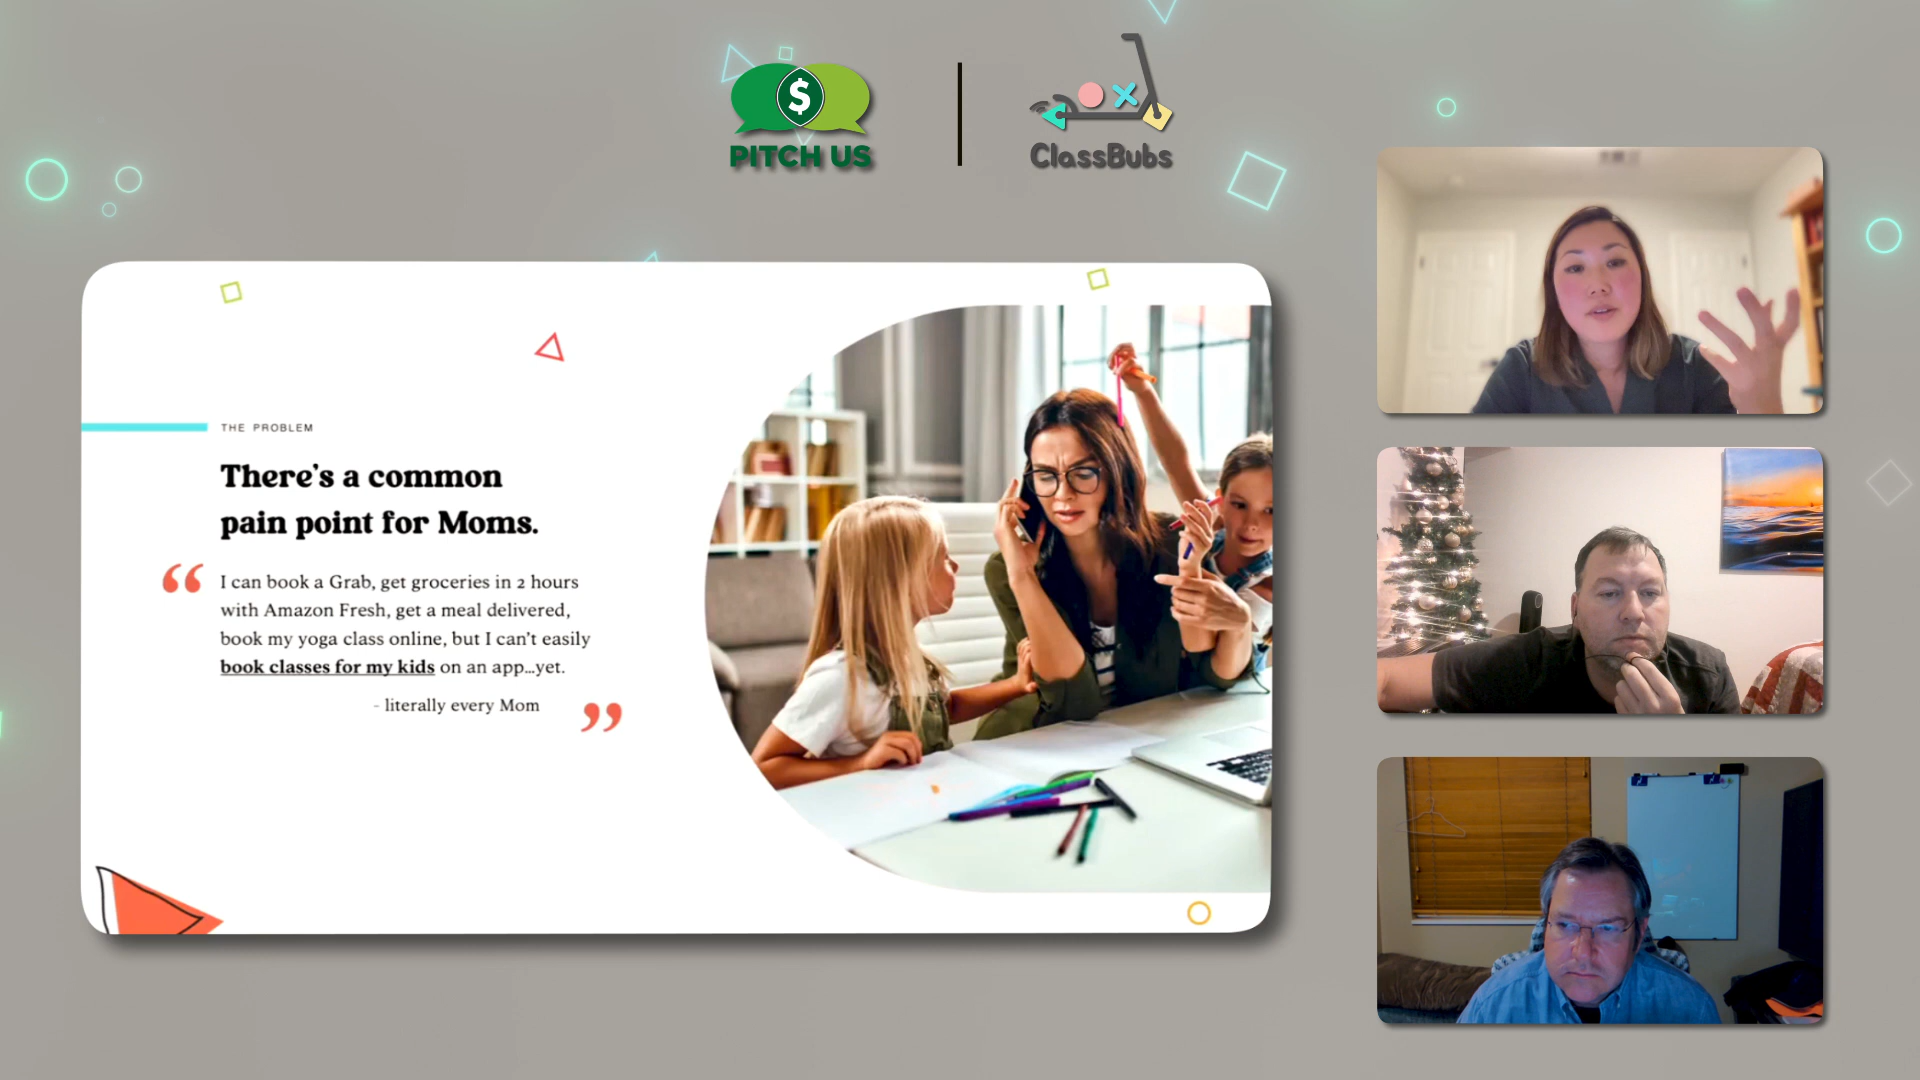 $
PITCH US
ClassBubs
THE PROBLEM
There's a common
pain point for Moms.
“ I can book a Grab, get groceries in 2 hours
with Amazon Fresh, get a meal delivered,
book my yoga class online, but I can't easily
book classes for my kids on an app...yet.
- literally every Mom ”